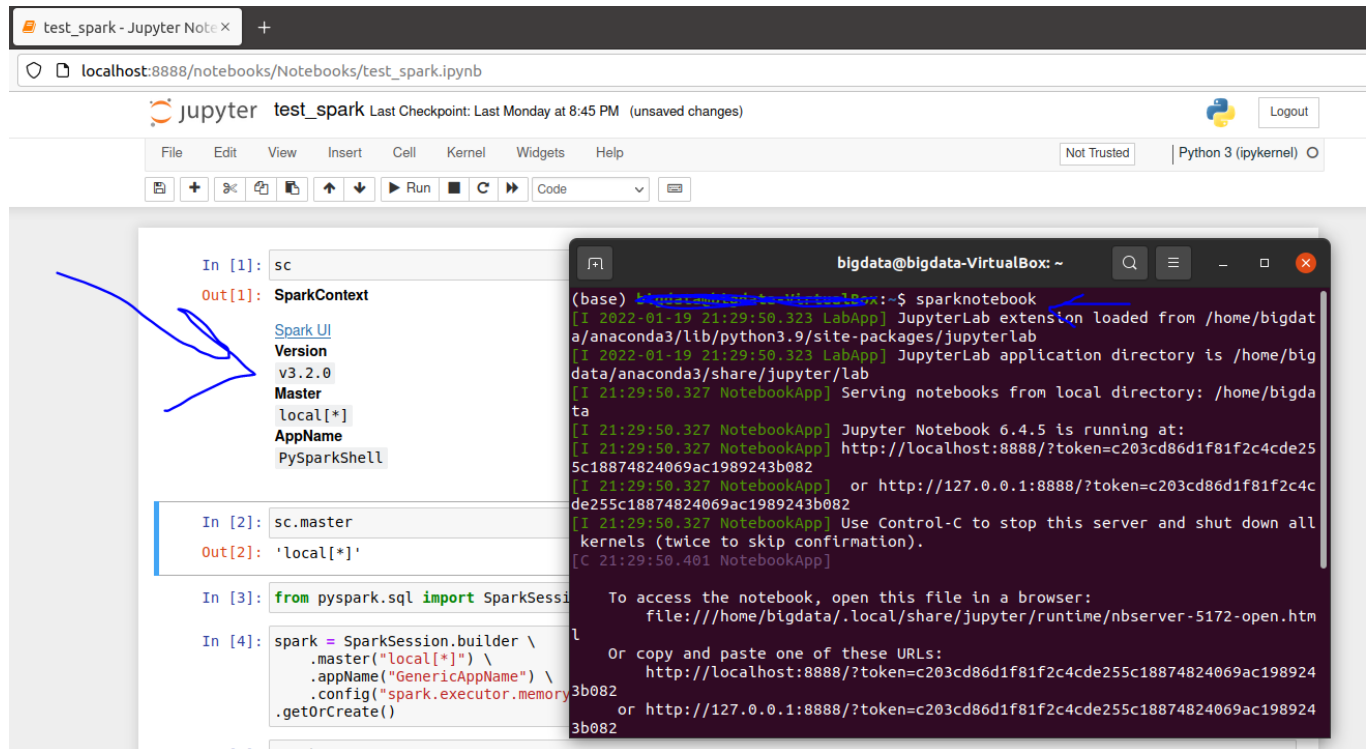 test_spark - Jupyter Note
localhost:8888/notebooks/Notebooks/test_spark.ipynb
jupyter test_spark Last Checkpoint: Last Monday at 8:45 PM (unsaved changes)
Logout
File Edit View Insert Cell Kernel Widgets Help
Not Trusted
Python 3 (ipykernel)
Run
Code
In [1]: sc
Out[1]: SparkContext
Spark UI
Version
v3.2.0
Master
local[*]
AppName
PySparkShell
In [2]: sc.master
Out[2]: 'local[*]'
In [3]: from pyspark.sql import SparkSessi
In [4]: spark = SparkSession.builder \
.master("local[*]") \
.appName("GenericAppName") \
.config("spark.executor.memory
.getOrCreate()
bigdata@bigdata-VirtualBox: ~
(base) bigdata@bigdata-VirtualBox:~$ sparknotebook
[I 2022-01-19 21:29:50.323 LabApp] JupyterLab extension loaded from /home/bigdat
a/anaconda3/lib/python3.9/site-packages/jupyterlab
[I 2022-01-19 21:29:50.323 LabApp] JupyterLab application directory is /home/big
data/anaconda3/share/jupyter/lab
[I 21:29:50.327 NotebookApp] Serving notebooks from local directory: /home/bigda
ta
[I 21:29:50.327 NotebookApp] Jupyter Notebook 6.4.5 is running at:
[I 21:29:50.327 NotebookApp] http://localhost:8888/?token=c203cd86d1f81f2c4cde25
5c18874824069ac1989243b082
[I 21:29:50.327 NotebookApp]  or http://127.0.0.1:8888/?token=c203cd86d1f81f2c4c
de255c18874824069ac1989243b082
[I 21:29:50.327 NotebookApp] Use Control-C to stop this server and shut down all
kernels (twice to skip confirmation).
[C 21:29:50.401 NotebookApp]
To access the notebook, open this file in a browser:
file:///home/bigdata/.local/share/jupyter/runtime/nbserver-5172-open.htm
l
Or copy and paste one of these URLs:
http://localhost:8888/?token=c203cd86d1f81f2c4cde255c18874824069ac198924
3b082
or http://127.0.0.1:8888/?token=c203cd86d1f81f2c4cde255c18874824069ac198924
3b082